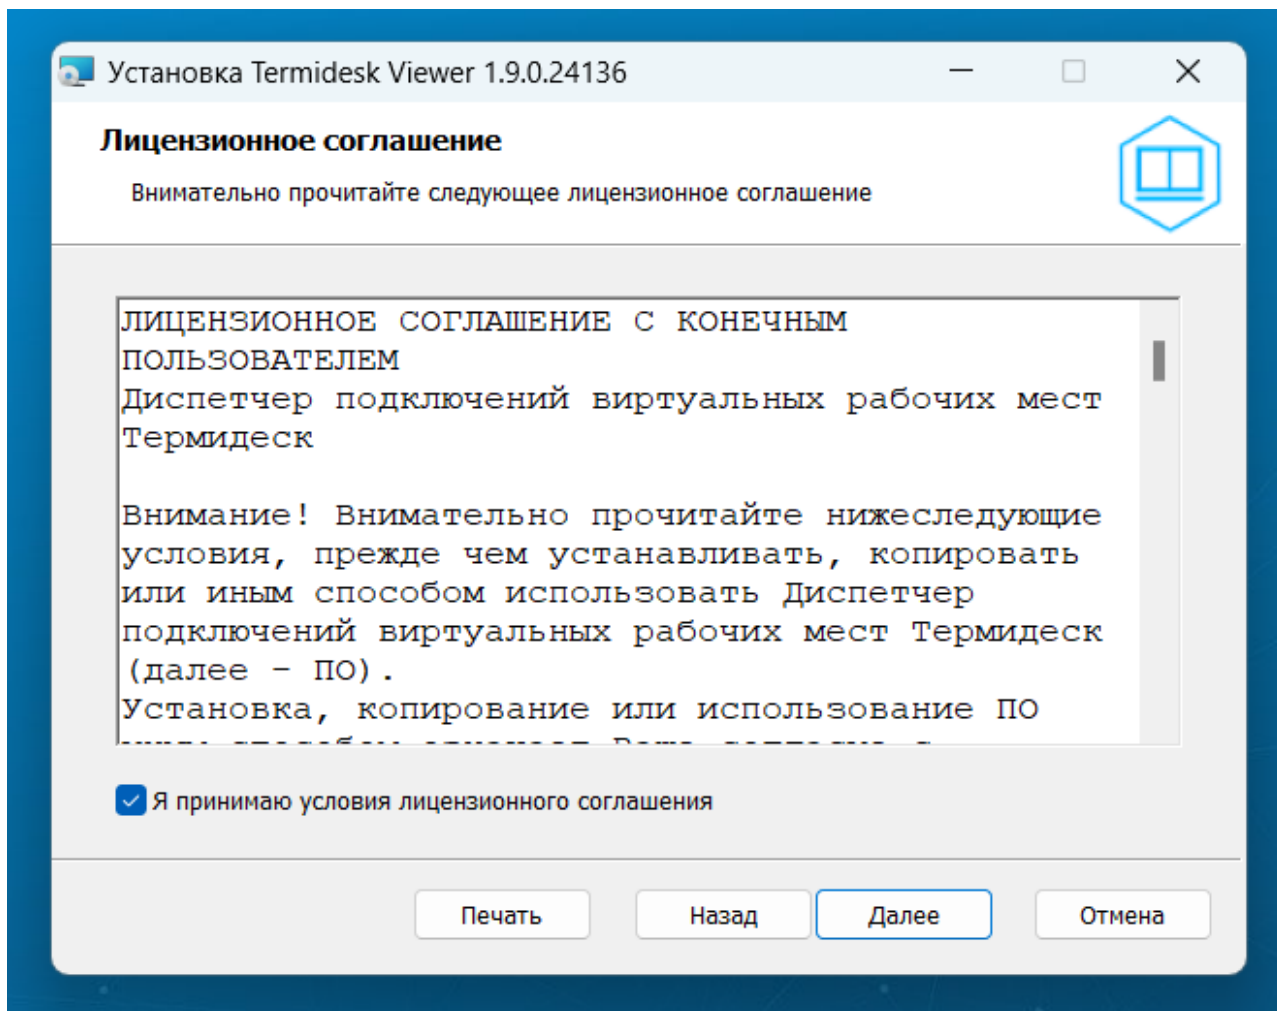 Установка Termidesk Viewer 1.9.0.24136
Лицензионное соглашение
Внимательно прочитайте следующее лицензионное соглашение
ЛИЦЕНЗИОННОЕ СОГЛАШЕНИЕ С КОНЕЧНЫМ
ПОЛЬЗОВАТЕЛЕМ
Диспетчер подключений виртуальных рабочих мест
Термидеск
Внимание! Внимательно прочитайте нижеследующие
условия, прежде чем устанавливать, копировать
или иным способом использовать Диспетчер
подключений виртуальных рабочих мест Термидеск
(далее – ПО).
Установка, копирование или использование ПО
Я принимаю условия лицензионного соглашения
Печать
Назад
Далее
Отмена